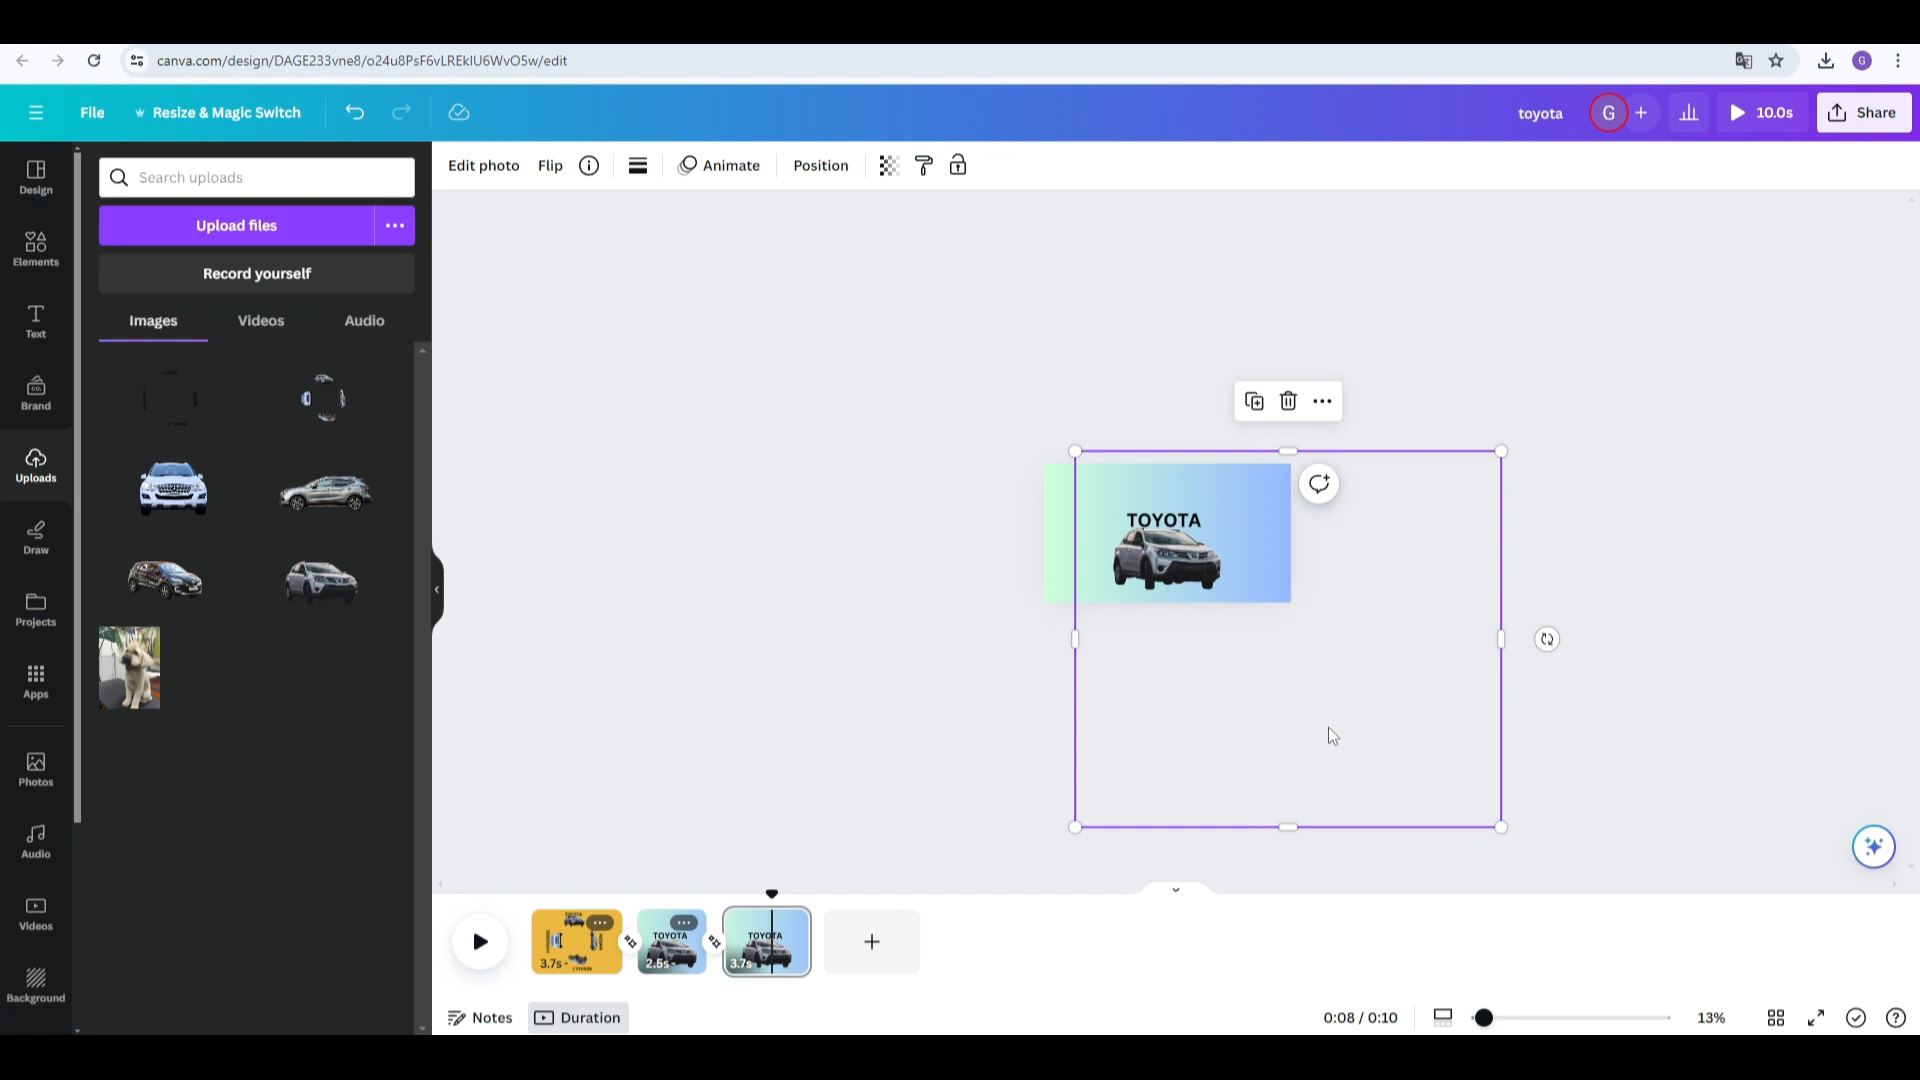 canva.com/design/DAGE233vne8/o24u8PsF6vLREkIU6WvO5w/edit
G
File
Resize & Magic Switch
toyota
G
10.0s
Share
Design
Elements
Text
Brand
Uploads
Draw
Projects
Apps
Photos
Audio
Videos
Background
Search uploads
Upload files
Record yourself
Images
Videos
Audio
Edit photo
Flip
Animate
Position
TOYOTA
TOYOTA
3.7s
TOYOTA
2.5s
TOYOTA
3.7s
Notes
Duration
0:08 / 0:10
13%